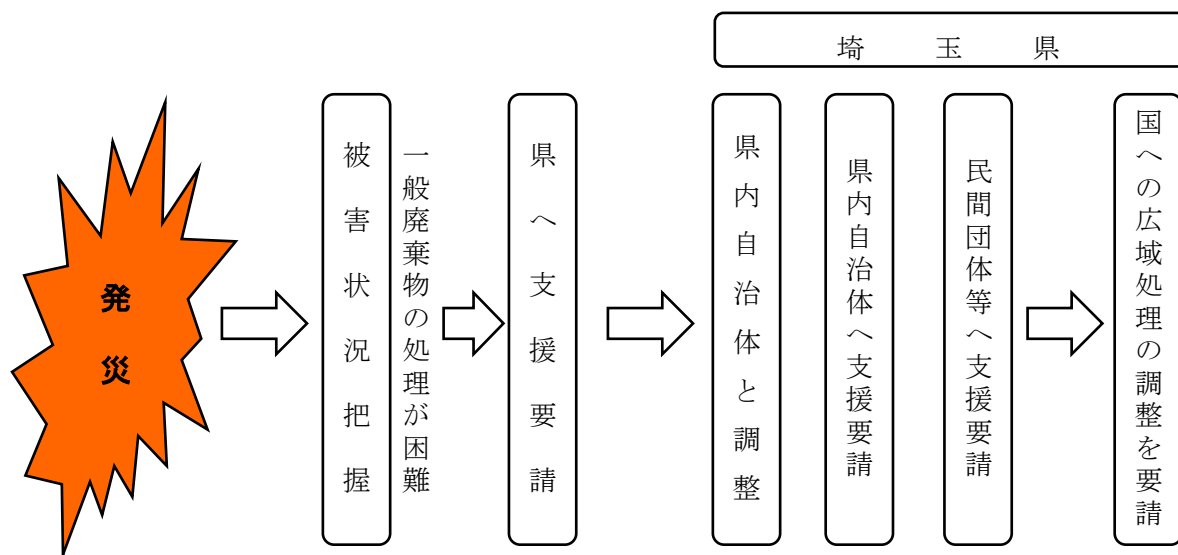 埼玉県
発災
被害状況把握
一般廃棄物の処理が困難
県へ支援要請
県内自治体と調整
県内自治体へ支援要請
民間団体等へ支援要請
国への広域処理の調整を要請